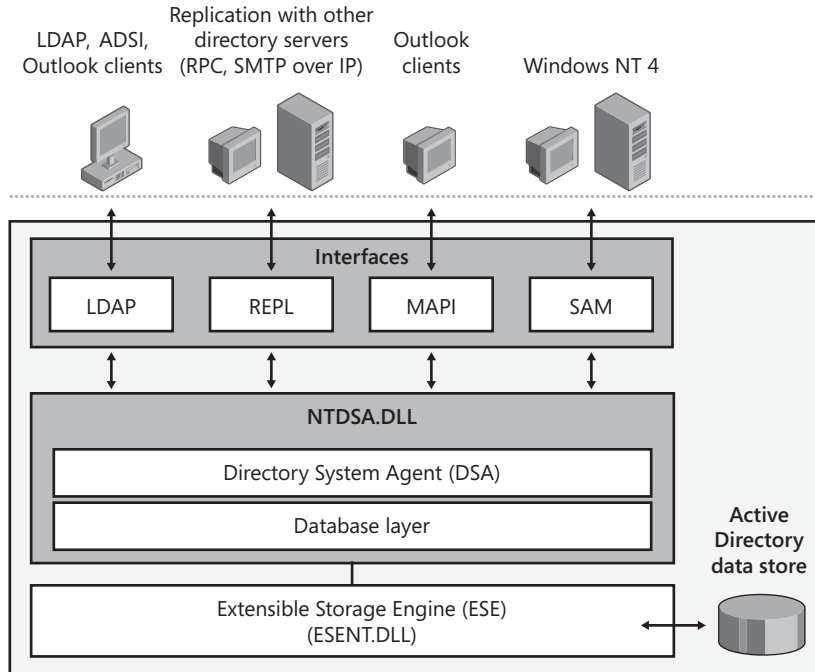 LDAP, ADSI,
Outlook clients
Replication with other
directory servers
(RPC, SMTP over IP)
Outlook
clients
Windows NT 4
Interfaces
LDAP
REPL
MAPI
SAM
NTDSA.DLL
Directory System Agent (DSA)
Database layer
Extensible Storage Engine (ESE)
(ESENT.DLL)
Active
Directory
data store